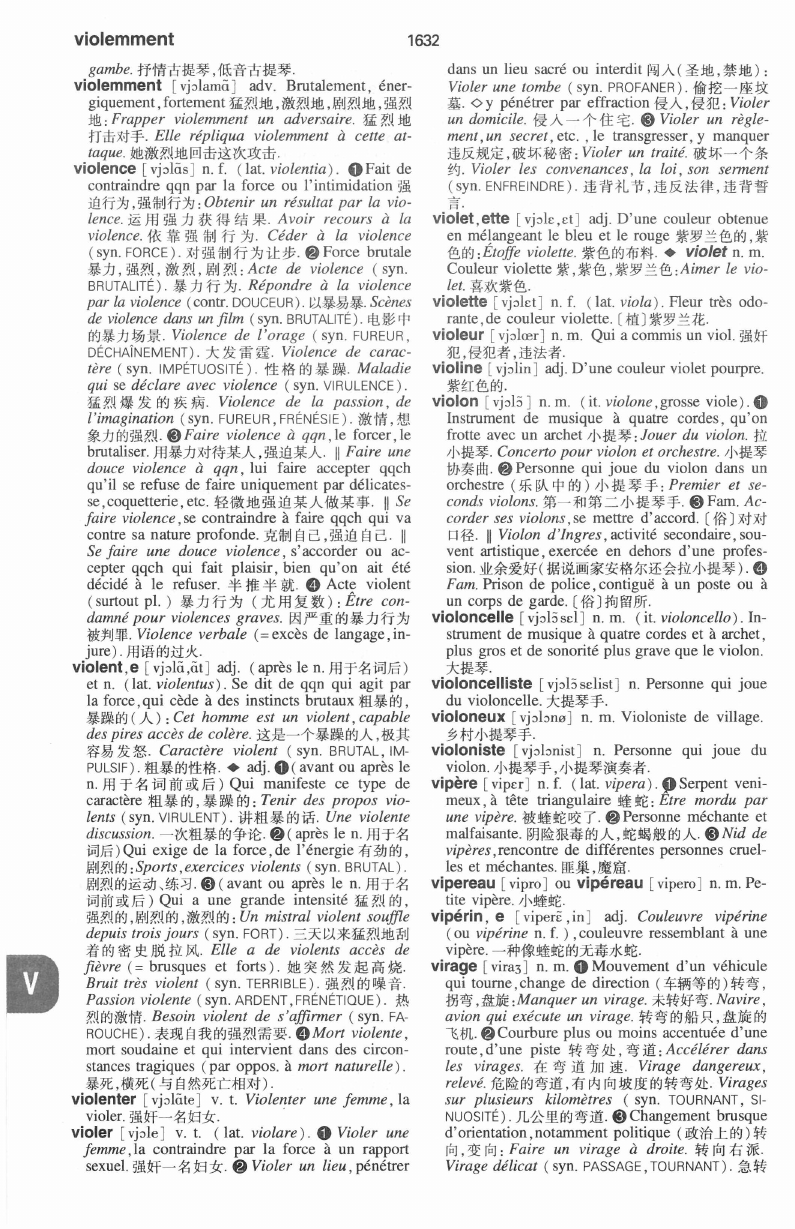 violemment
1632
gambe. 抒情古提琴,低音古提琴.
violemment [vjɔlamɑ̃] adv. Brutalement, éner-
giquement, fortement 猛烈地,激烈地,剧烈地,强烈
地: Frapper violemment un adversaire. 猛烈地
打击对手. Elle répliqua violemment à cette at-
taque. 她激烈地回击这次攻击.
violence [vjɔlɑ̃s] n. f. (lat. violentia). ❶Fait de
contraindre qqn par la force ou l'intimidation 强
迫行为,强制行为: Obtenir un résultat par la vio-
lence. 运用强力获得结果. Avoir recours à la
violence. 依靠强制行为. Céder à la violence
(syn. FORCE). 对强制行为让步. ❷Force brutale
暴力,强烈,激烈,剧烈: Acte de violence (syn.
BRUTALITÉ). 暴力行为. Répondre à la violence
par la violence (contr. DOUCEUR). 以暴易暴. Scènes
de violence dans un film (syn. BRUTALITÉ). 电影中
的暴力场景. Violence de l'orage (syn. FUREUR,
DÉCHAÎNEMENT). 大发雷霆. Violence de carac-
tère (syn. IMPÉTUOSITÉ). 性格的暴躁. Maladie
qui se déclare avec violence (syn. VIRULENCE).
猛烈爆发的疾病. Violence de la passion, de
l'imagination (syn. FUREUR, FRÉNÉSIE). 激情,想
象力的强烈. ❸Faire violence à qqn, le forcer, le
brutaliser. 用暴力对待某人,强迫某人. ‖ Faire une
douce violence à qqn, lui faire accepter qqch
qu'il se refuse de faire uniquement par délicates-
se, coquetterie, etc. 轻微地强迫某人做某事. ‖ Se
faire violence, se contraindre à faire qqch qui va
contre sa nature profonde. 克制自己,强迫自己. ‖
Se faire une douce violence, s'accorder ou ac-
cepter qqch qui fait plaisir, bien qu'on ait été
décidé à le refuser. 半推半就. ❹ Acte violent
(surtout pl.) 暴力行为 (尤用复数): Être con-
damné pour violences graves. 因严重的暴力行为
被判罪. Violence verbale (= excès de langage, in-
jure). 用语的过火.
violent, e [vjɔlɑ̃, ɑ̃t] adj. (après le n. 用于名词后)
et n. (lat. violentus). Se dit de qqn qui agit par
la force, qui cède à des instincts brutaux 粗暴的,
暴躁的(人): Cet homme est un violent, capable
des pires accès de colère. 这是一个暴躁的人,极其
容易发怒. Caractère violent (syn. BRUTAL, IM-
PULSIF). 粗暴的性格. ◆ adj. ❶(avant ou après le
n. 用于名词前或后) Qui manifeste ce type de
caractère 粗暴的,暴躁的: Tenir des propos vio-
lents (syn. VIRULENT). 讲粗暴的话. Une violente
discussion. 一次粗暴的争论. ❷(après le n. 用于名
词后)Qui exige de la force, de l'énergie 有劲的,
剧烈的: Sports, exercices violents (syn. BRUTAL).
剧烈的运动、练习. ❸(avant ou après le n. 用于名
词前或后) Qui a une grande intensité 猛烈的,
强烈的,剧烈的,激烈的: Un mistral violent souffle
depuis trois jours (syn. FORT). 三天以来猛烈地刮
着的密史脱拉风. Elle a de violents accès de
fièvre (= brusques et forts). 她突然发起高烧.
Bruit très violent (syn. TERRIBLE). 强烈的噪音.
Passion violente (syn. ARDENT, FRÉNÉTIQUE). 热
烈的激情. Besoin violent de s'affirmer (syn. FA-
ROUCHE). 表现自我的强烈需要. ❹Mort violente,
mort soudaine et qui intervient dans des circon-
stances tragiques (par oppos. à mort naturelle).
暴死,横死(与自然死亡相对).
violenter [vjɔlɑ̃te] v. t. Violenter une femme, la
violer. 强奸一名妇女.
violer [vjɔle] v. t. (lat. violare). ❶ Violer une
femme, la contraindre par la force à un rapport
sexuel. 强奸一名妇女. ❷ Violer un lieu, pénétrer
V
dans un lieu sacré ou interdit 闯入(圣地,禁地):
Violer une tombe (syn. PROFANER). 偷挖一座坟
墓. ◇y pénétrer par effraction 侵入,侵犯: Violer
un domicile. 侵入一个住宅. ❸ Violer un règle-
ment, un secret, etc., le transgresser, y manquer
违反规定,破坏秘密: Violer un traité. 破坏一个条
约. Violer les convenances, la loi, son serment
(syn. ENFREINDRE). 违背礼节,违反法律,违背誓
言.
violet, ette [vjɔlɛ, ɛt] adj. D'une couleur obtenue
en mélangeant le bleu et le rouge 紫罗兰色的,紫
色的: Étoffe violette. 紫色的布料. ◆ violet n. m.
Couleur violette 紫,紫色,紫罗兰色: Aimer le vio-
let. 喜欢紫色.
violette [vjɔlɛt] n. f. (lat. viola). Fleur très odo-
rante, de couleur violette. [植]紫罗兰花.
violeur [vjɔlœr] n. m. Qui a commis un viol. 强奸
犯,侵犯者,违法者.
violine [vjɔlin] adj. D'une couleur violet pourpre.
紫红色的.
violon [vjɔlɔ̃] n. m. (it. violone, grosse viole). ❶
Instrument de musique à quatre cordes, qu'on
frotte avec un archet 小提琴: Jouer du violon. 拉
小提琴. Concerto pour violon et orchestre. 小提琴
协奏曲. ❷Personne qui joue du violon dans un
orchestre (乐队中的)小提琴手: Premier et se-
conds violons. 第一和第二小提琴手. ❸ Fam. Ac-
corder ses violons, se mettre d'accord. [俗]对对
口径. ‖ Violon d'Ingres, activité secondaire, sou-
vent artistique, exercée en dehors d'une profes-
sion. 业余爱好(据说画家安格尔还会拉小提琴). ❹
Fam. Prison de police, contiguë à un poste ou à
un corps de garde. [俗]拘留所.
violoncelle [vjɔlɔ̃sɛl] n. m. (it. violoncello). In-
strument de musique à quatre cordes et à archet,
plus gros et de sonorité plus grave que le violon.
大提琴.
violoncelliste [vjɔlɔ̃selist] n. Personne qui joue
du violoncelle. 大提琴手.
violoneux [vjɔlɔnø] n. m. Violoniste de village.
乡村小提琴手.
violoniste [vjɔlɔnist] n. Personne qui joue du
violon. 小提琴手,小提琴演奏者.
vipère [vipɛr] n. f. (lat. vipera). ❶Serpent veni-
meux, à tête triangulaire 蝰蛇: Être mordu par
une vipère. 被蝰蛇咬了. ❷Personne méchante et
malfaisante. 阴险狠毒的人,蛇蝎般的人. ❸Nid de
vipères, rencontre de différentes personnes cruel-
les et méchantes. 匪巢,魔窟.
vipereau [vipro] ou vipéreau [vipero] n. m. Pe-
tite vipère. 小蝰蛇.
vipérin, e [viperɛ̃, in] adj. Couleuvre vipérine
(ou vipérine n. f.), couleuvre ressemblant à une
vipère. 一种像蝰蛇的无毒水蛇.
virage [viraʒ] n. m. ❶Mouvement d'un véhicule
qui tourne, change de direction (车辆等的)转弯,
拐弯,盘旋: Manquer un virage. 未转好弯. Navire,
avion qui exécute un virage. 转弯的船只,盘旋的
飞机. ❷Courbure plus ou moins accentuée d'une
route, d'une piste 转弯处,弯道: Accélérer dans
les virages. 在弯道加速. Virage dangereux,
relevé. 危险的弯道,有内向坡度的转弯处. Virages
sur plusieurs kilomètres (syn. TOURNANT, SI-
NUOSITÉ). 几公里的弯道. ❸Changement brusque
d'orientation, notamment politique (政治上的)转
向,变向: Faire un virage à droite. 转向右派.
Virage délicat (syn. PASSAGE, TOURNANT). 急转